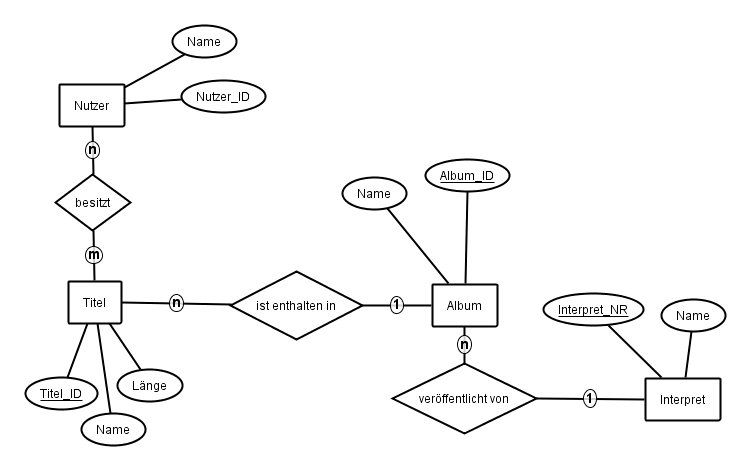 Name
Nutzer
Nutzer_ID
n
besitzt
Name
Album_ID
m
Titel
n
ist enthalten in
1
Album
Interpret_NR
Name
n
Titel_ID
Länge
Name
veröffentlicht von
1
Interpret